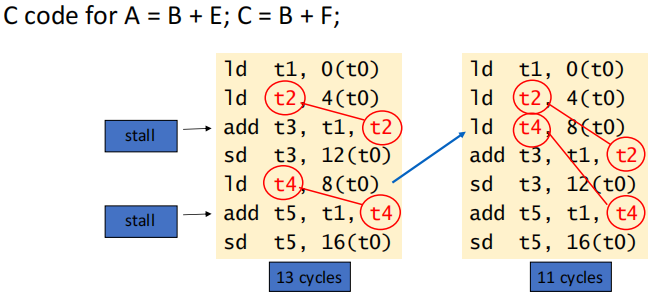 C code for A = B + E; C = B + F;
ld t1, 0(t0)
ld t2, 4(t0)
stall
add t3, t1, t2
sd t3, 12(t0)
ld t4, 8(t0)
stall
add t5, t1, t4
sd t5, 16(t0)
13 cycles
ld t1, 0(t0)
ld t2, 4(t0)
ld t4, 8(t0)
add t3, t1, t2
sd t3, 12(t0)
add t5, t1, t4
sd t5, 16(t0)
11 cycles